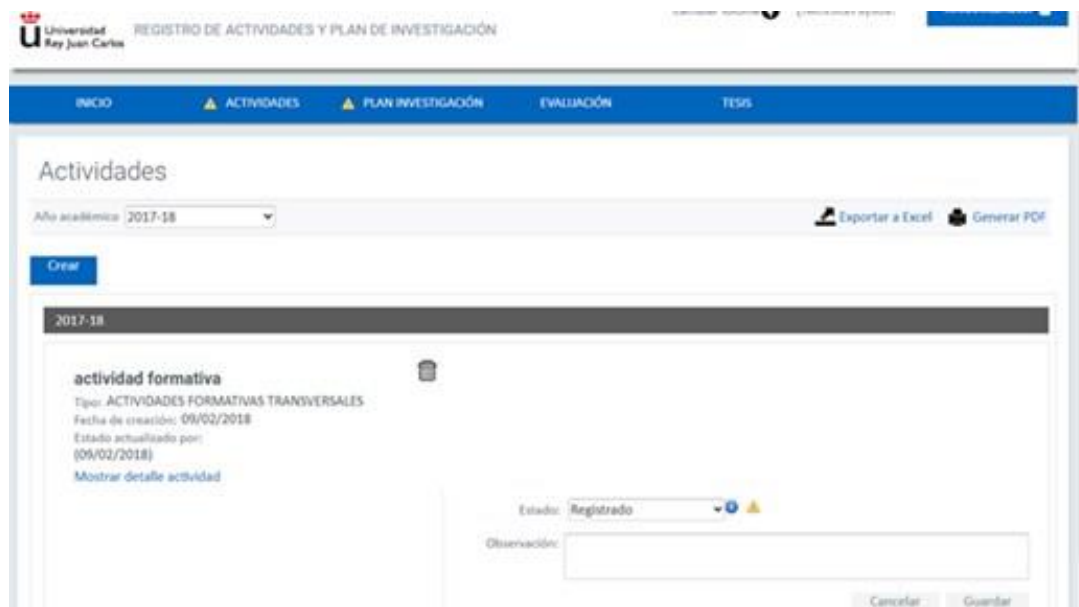 Universidad
Rey Juan Carlos
REGISTRO DE ACTIVIDADES Y PLAN DE INVESTIGACIÓN
INICIO ACTIVIDADES PLAN INVESTIGACIÓN EVALUACIÓN TESIS
Actividades
Año académico 2017-18 Exportar a Excel Generar PDF
Crear
2017-18
actividad formativa
Tipo: ACTIVIDADES FORMATIVAS TRANSVERSALES
Fecha de creación: 09/02/2018
Estado actualizado por:
(09/02/2018)
Mostrar detalle actividad
Estado: Registrado
Observación:
Cancelar Guardar